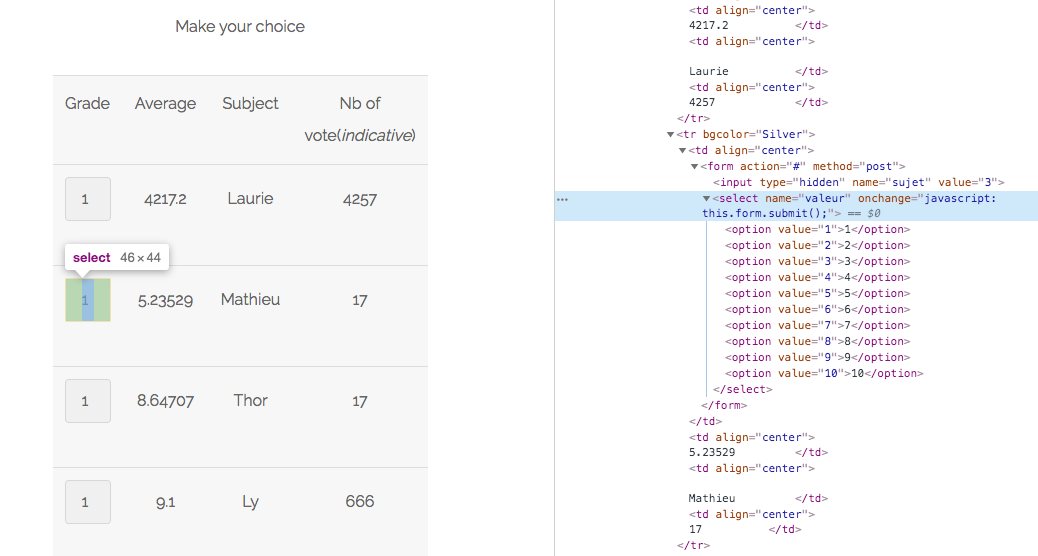 Make your choice
Grade Average Subject Nb of
vote(indicative)
1 4217.2 Laurie 4257
select 46×44
1 5.23529 Mathieu 17
1 8.64707 Thor 17
1 9.1 Ly 666
<td align="center">
4217.2 </td>
<td align="center">
Laurie </td>
<td align="center">
4257 </td>
</tr>
▼<tr bgcolor="Silver">
▼<td align="center">
▼<form action="#" method="post">
<input type="hidden" name="sujet" value="3">
… ▼<select name="valeur" onchange="javascript:
this.form.submit();"> == $0
<option value="1">1</option>
<option value="2">2</option>
<option value="3">3</option>
<option value="4">4</option>
<option value="5">5</option>
<option value="6">6</option>
<option value="7">7</option>
<option value="8">8</option>
<option value="9">9</option>
<option value="10">10</option>
</select>
</form>
</td>
<td align="center">
5.23529 </td>
<td align="center">
Mathieu </td>
<td align="center">
17 </td>
</tr>